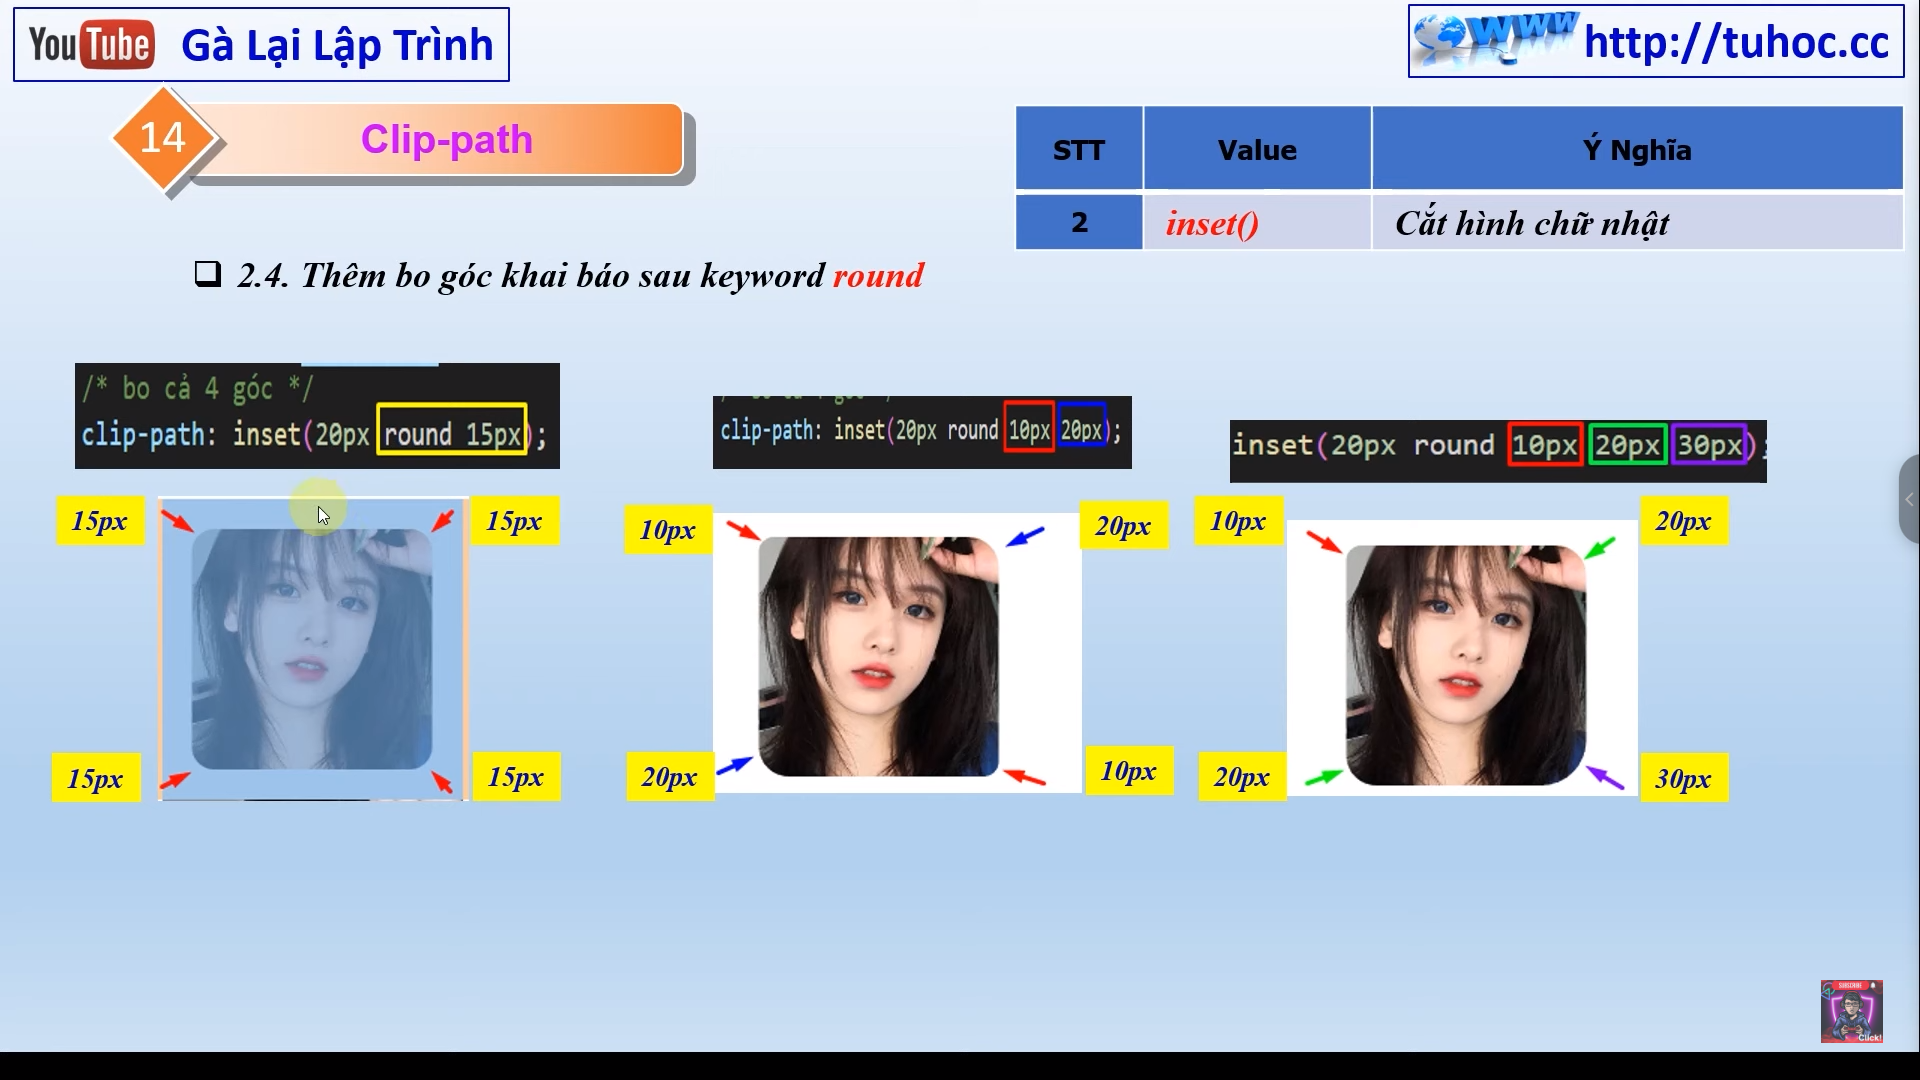 YouTube Gà Lại Lập Trình
http://tuhoc.cc
14 Clip-path
STT Value Ý Nghĩa
2 inset() Cắt hình chữ nhật
2.4. Thêm bo góc khai báo sau keyword round
/* bo cả 4 góc */
clip-path: inset(20px round 15px);
clip-path: inset(20px round 10px 20px);
inset(20px round 10px 20px 30px);
15px 15px
15px 15px
10px 20px
20px 10px
10px 20px
20px 30px
SUBSCRIBE
Click!